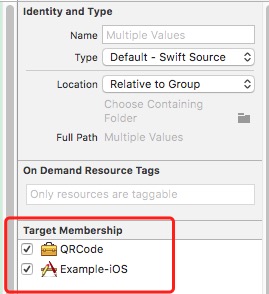 Identity and Type
Name Multiple Values
Type Default - Swift Source
Location Relative to Group
Choose Containing
Folder
Full Path Multiple Values
On Demand Resource Tags
Only resources are taggable
Target Membership
QRCode
Example-iOS